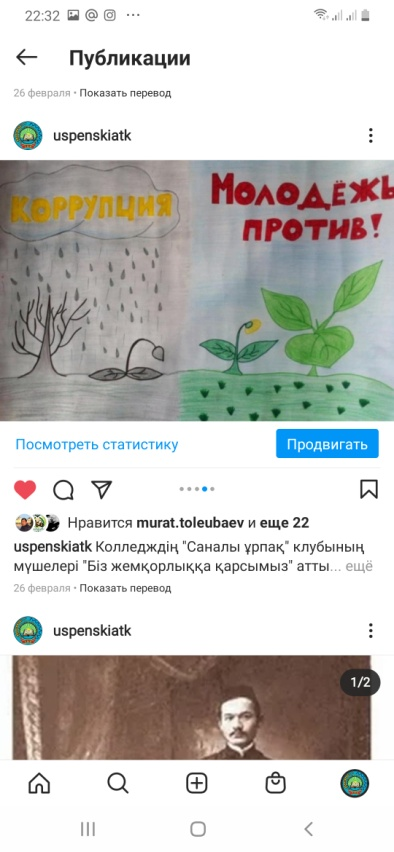 22:32
Публикации
26 февраля • Показать перевод
uspenskiatk
КОРРУПЦИЯ
МОЛОДЁЖЬ
ПРОТИВ!
Посмотреть статистику
Продвигать
Нравится murat.toleubaev и еще 22
uspenskiatk Колледждің "Саналы ұрпақ" клубының
мүшелері "Біз жемқорлыққа қарсымыз" атты... ещё
26 февраля • Показать перевод
uspenskiatk
1/2